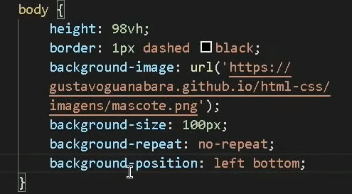 body {
height: 98vh;
border: 1px dashed black;
background-image: url('https://
gustavoguanabara.github.io/html-css/
imagens/mascote.png');
background-size: 100px;
background-repeat: no-repeat;
background-position: left bottom;
}